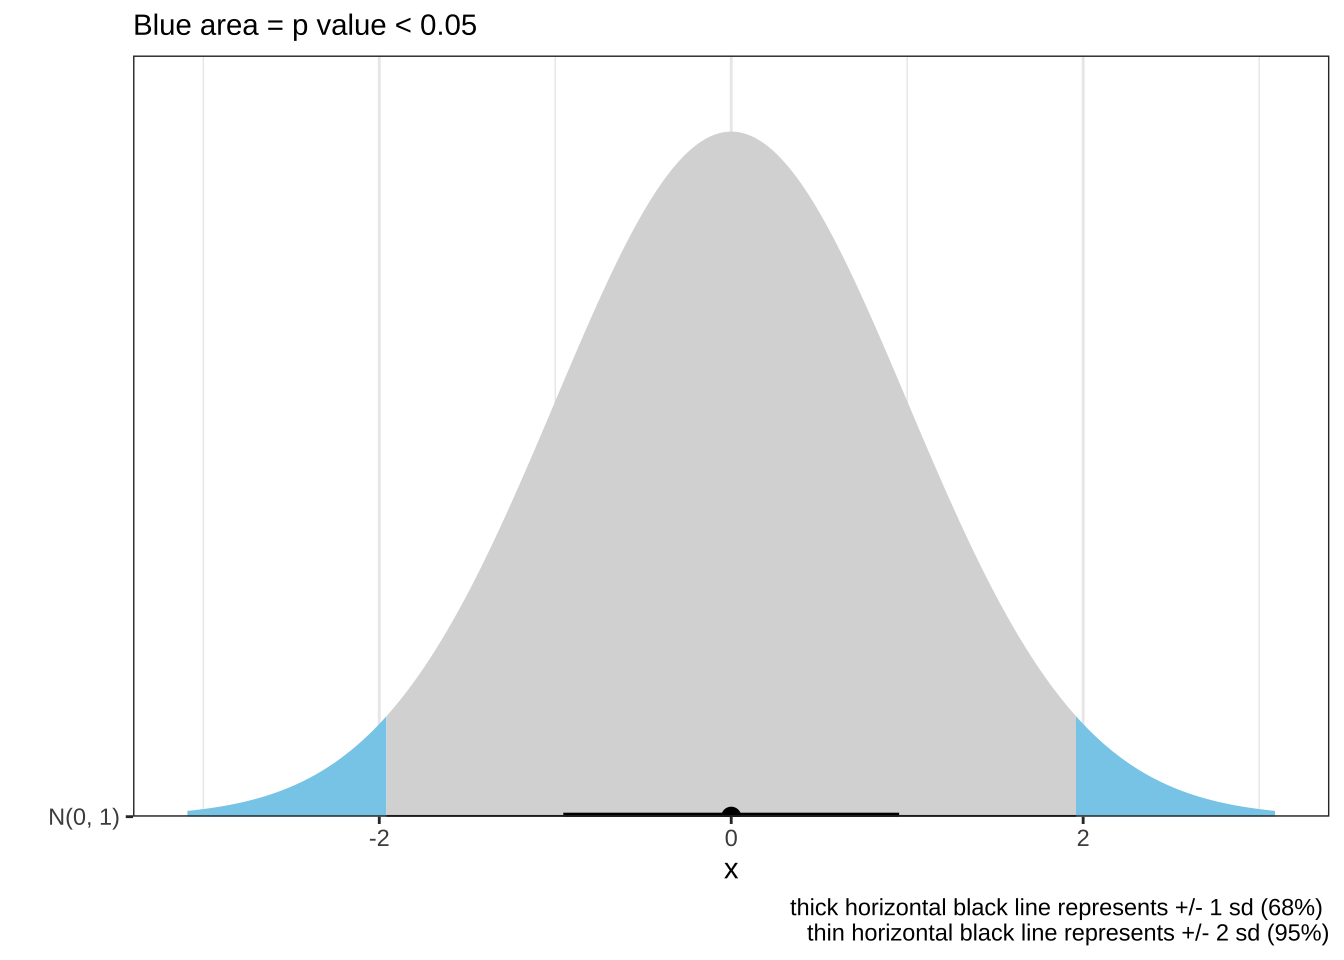 Blue area = p value < 0.05
N(0, 1)
-2 0 2
x
thick horizontal black line represents +/- 1 sd (68%)
thin horizontal black line represents +/- 2 sd (95%)